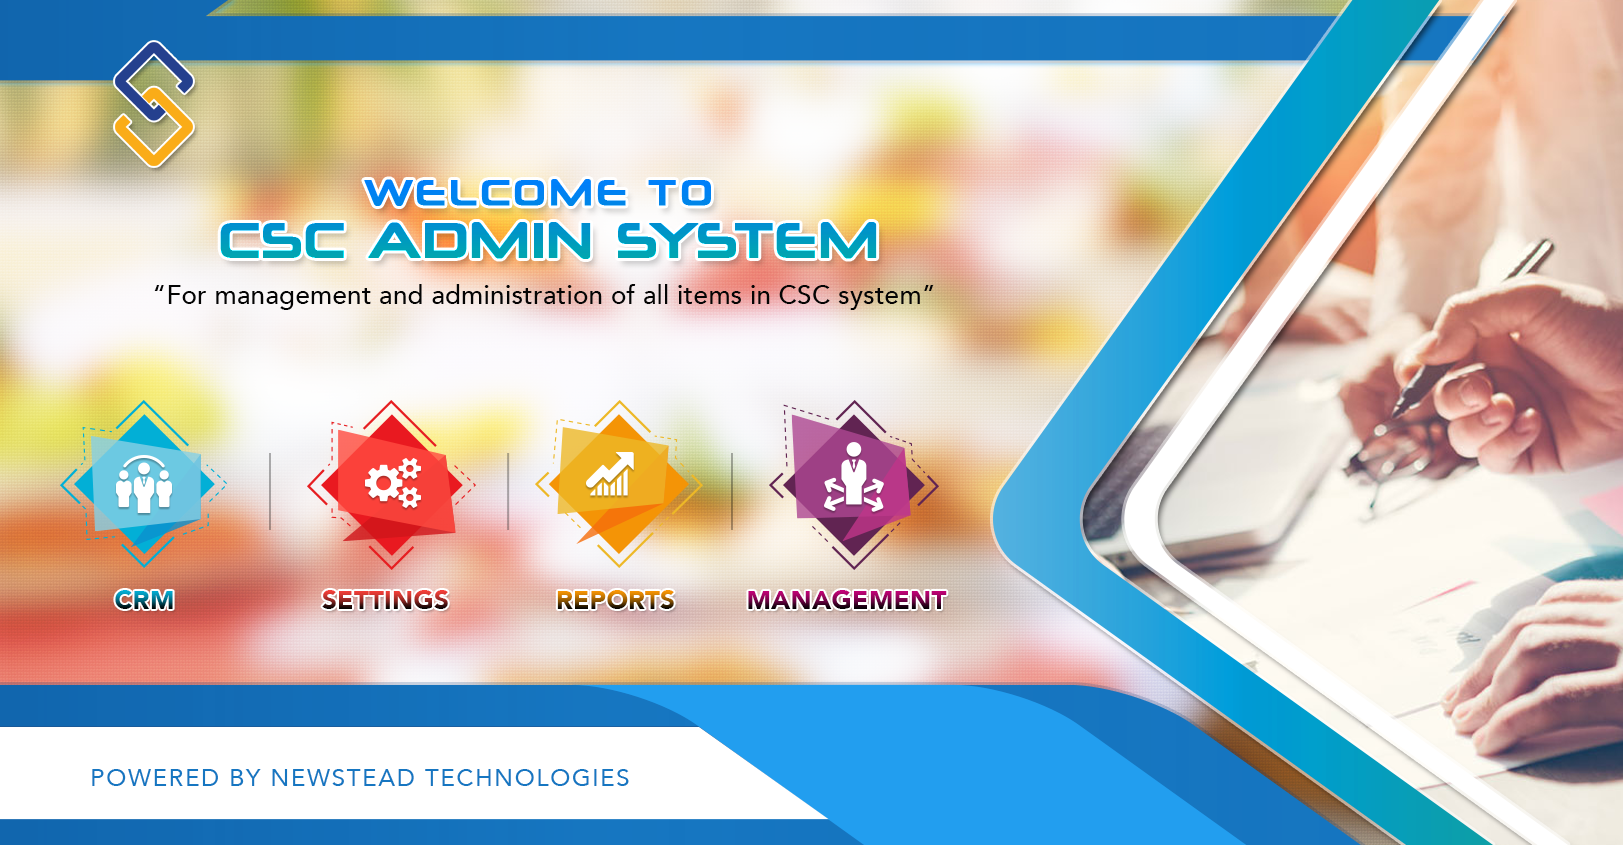 WELCOME TO
CSC ADMIN SYSTEM
“For management and administration of all items in CSC system”
CRM
SETTINGS
REPORTS
MANAGEMENT
POWERED BY NEWSTEAD TECHNOLOGIES